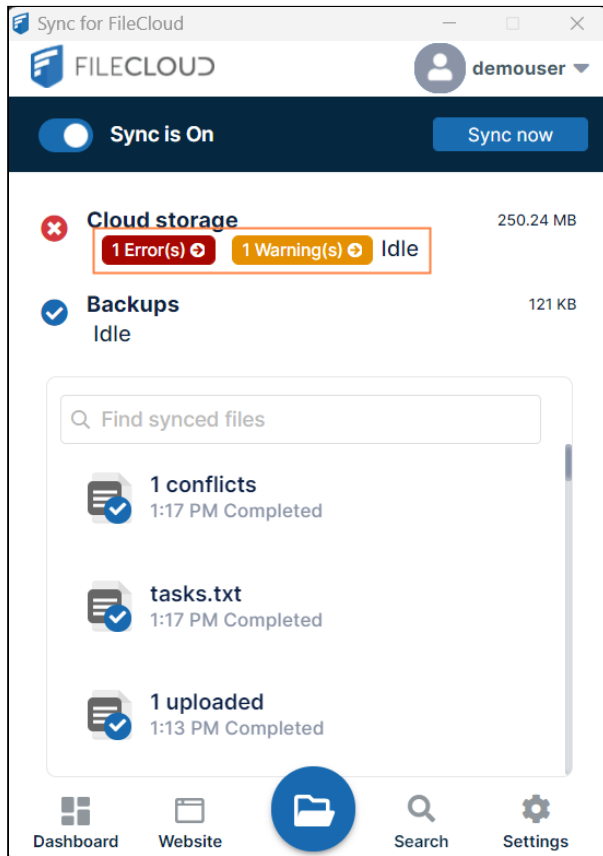 Sync for FileCloud
FILECLOUD
demouser
Sync is On
Sync now
Cloud storage
250.24 MB
1 Error(s)
1 Warning(s)
Idle
Backups
121 KB
Idle
Find synced files
1 conflicts
1:17 PM Completed
tasks.txt
1:17 PM Completed
1 uploaded
1:13 PM Completed
Dashboard
Website
Search
Settings